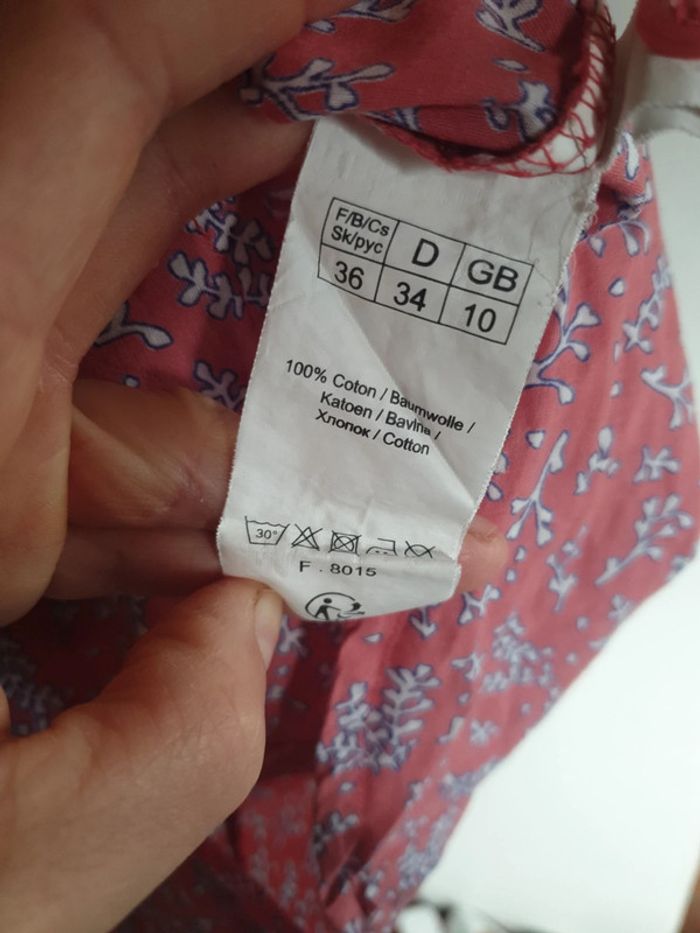 F/B/Cs D GB
Sk/рус
36 34 10
100% Coton / Baumwolle /
Katoen / Bavlna /
Хлопок / Cotton
30°
F . 8015